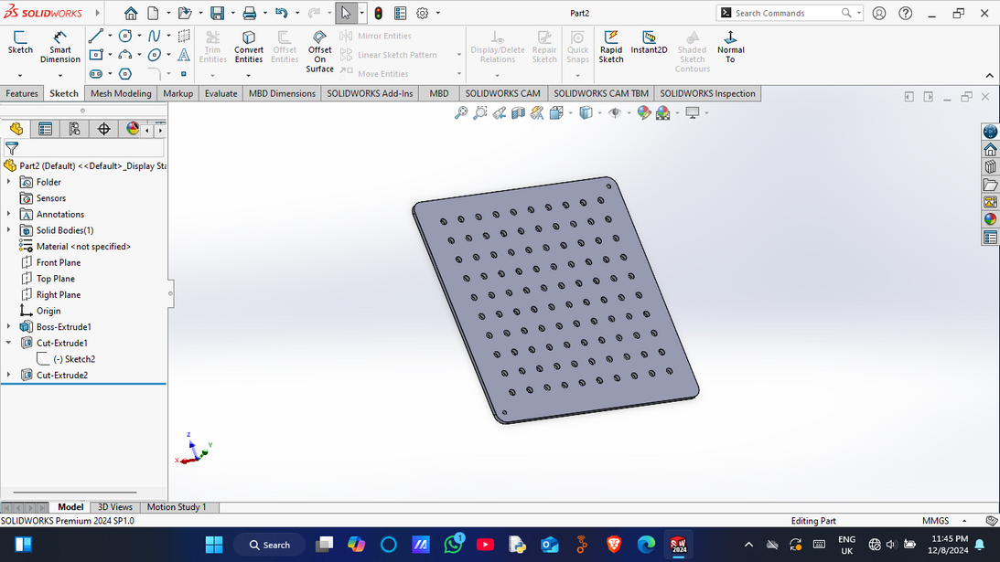 SOLIDWORKS
Part2
Search Commands
Sketch
Smart Dimension
Trim Entities
Convert Entities
Offset Entities
Offset On Surface
Mirror Entities
Linear Sketch Pattern
Move Entities
Display/Delete Relations
Repair Sketch
Quick Snaps
Rapid Sketch
Instant2D
Shaded Sketch Contours
Normal To
Features
Sketch
Mesh Modeling
Markup
Evaluate
MBD Dimensions
SOLIDWORKS Add-Ins
MBD
SOLIDWORKS CAM
SOLIDWORKS CAM TBM
SOLIDWORKS Inspection
Part2 (Default) <<Default>_Display Sta
Folder
Sensors
Annotations
Solid Bodies(1)
Material <not specified>
Front Plane
Top Plane
Right Plane
Origin
Boss-Extrude1
Cut-Extrude1
(-) Sketch2
Cut-Extrude2
Z
Y
X
Model
3D Views
Motion Study 1
SOLIDWORKS Premium 2024 SP1.0
Editing Part
MMGS
Search
1
SW
2024
ENG
UK
11:45 PM
12/8/2024